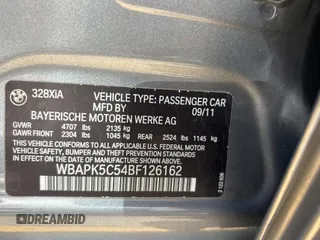 BMW
328XiA
VEHICLE TYPE: PASSENGER CAR
MFD BY 09/11
BAYERISCHE MOTOREN WERKE AG
GVWR 4707 lbs 2135 kg
GAWR FRONT 2304 lbs 1045 kg REAR 2524 lbs 1145 kg
THIS VEHICLE CONFORMS TO ALL APPLICABLE FEDERAL
MOTOR VEHICLE SAFETY, BUMPER, AND THEFT PREVENTION
STANDARDS IN EFFECT ON THE DATE OF MANUFACTURE
SHOWN ABOVE.
WBAPK5C54BF126162
DREAMBID